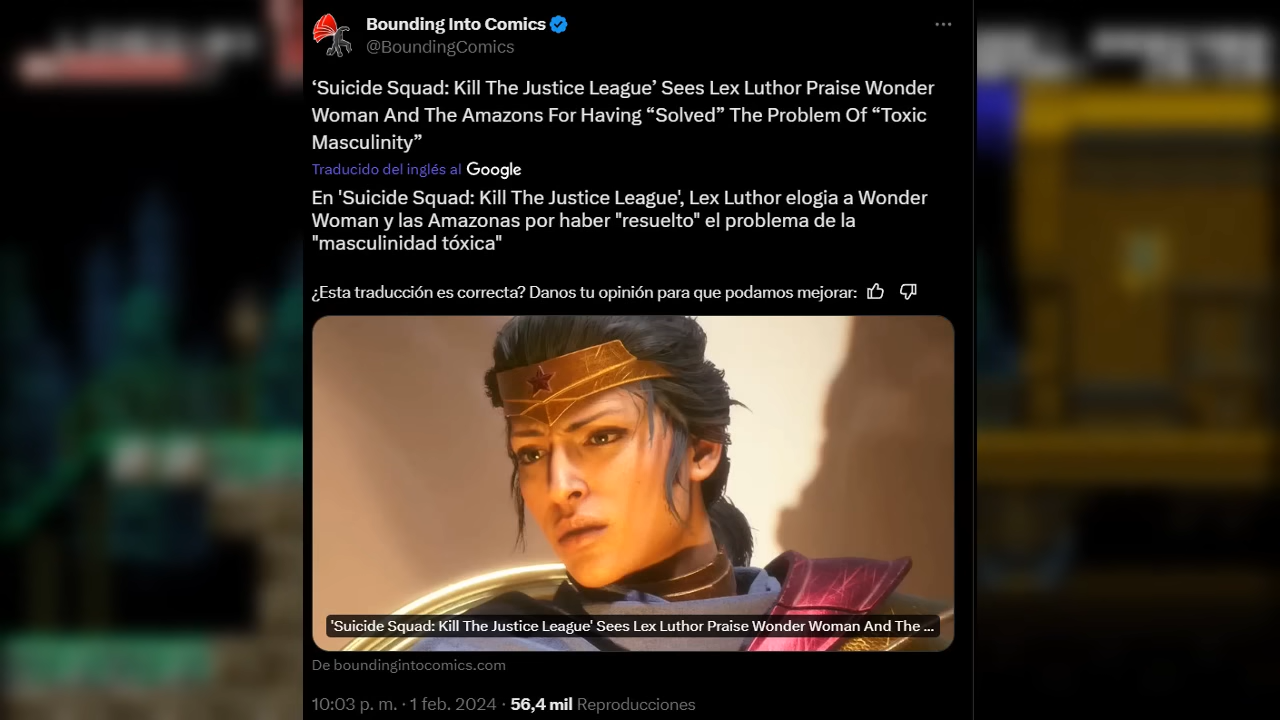 Bounding Into Comics
@BoundingComics
‘Suicide Squad: Kill The Justice League’ Sees Lex Luthor Praise Wonder
Woman And The Amazons For Having “Solved” The Problem Of “Toxic
Masculinity”
Traducido del inglés al Google
En 'Suicide Squad: Kill The Justice League', Lex Luthor elogia a Wonder
Woman y las Amazonas por haber "resuelto" el problema de la
"masculinidad tóxica"
¿Esta traducción es correcta? Danos tu opinión para que podamos mejorar:
'Suicide Squad: Kill The Justice League' Sees Lex Luthor Praise Wonder Woman And The ...
De boundingintocomics.com
10:03 p. m. · 1 feb. 2024 · 56,4 mil Reproducciones